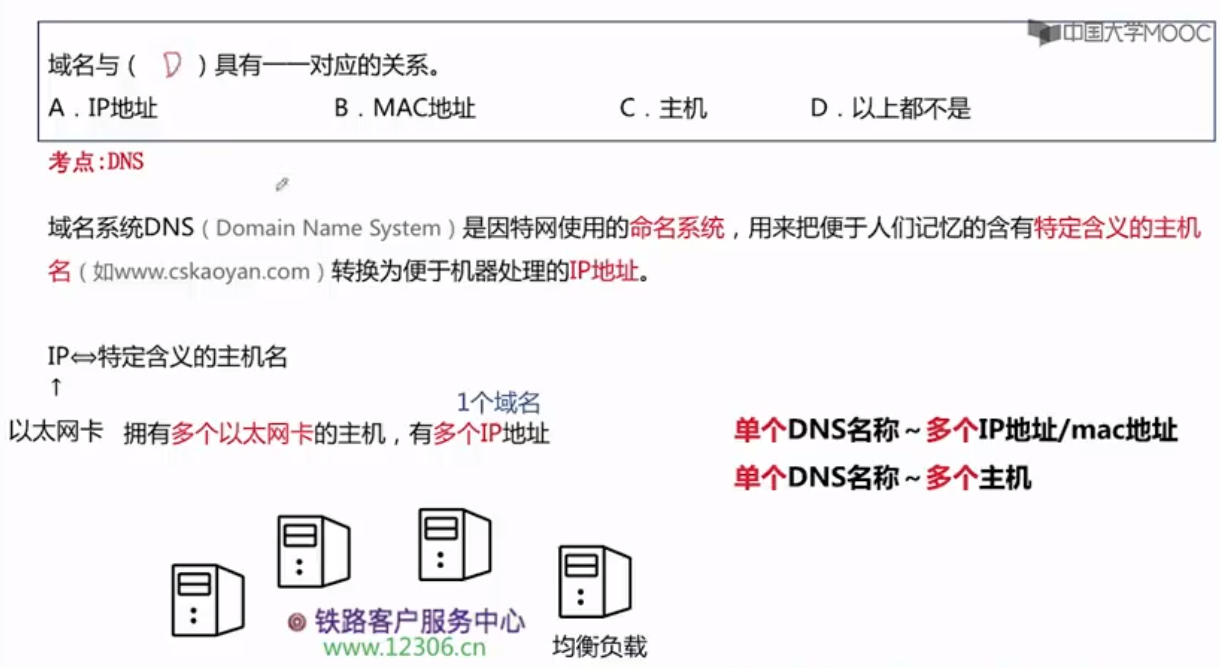 中国大学MOOC
域名与（ D ）具有一一对应的关系。
A．IP地址 B．MAC地址 C．主机 D．以上都不是
考点:DNS
域名系统DNS（Domain Name System）是因特网使用的命名系统，用来把便于人们记忆的含有特定含义的主机
名（如www.cskaoyan.com）转换为便于机器处理的IP地址。
IP⇔特定含义的主机名
↑
1个域名
以太网卡 拥有多个以太网卡的主机，有多个IP地址
单个DNS名称～多个IP地址/mac地址
单个DNS名称～多个主机
铁路客户服务中心
www.12306.cn
均衡负载